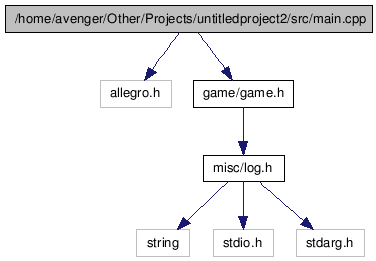 /home/avenger/Other/Projects/untitledproject2/src/main.cpp
allegro.h
game/game.h
misc/log.h
string
stdio.h
stdarg.h